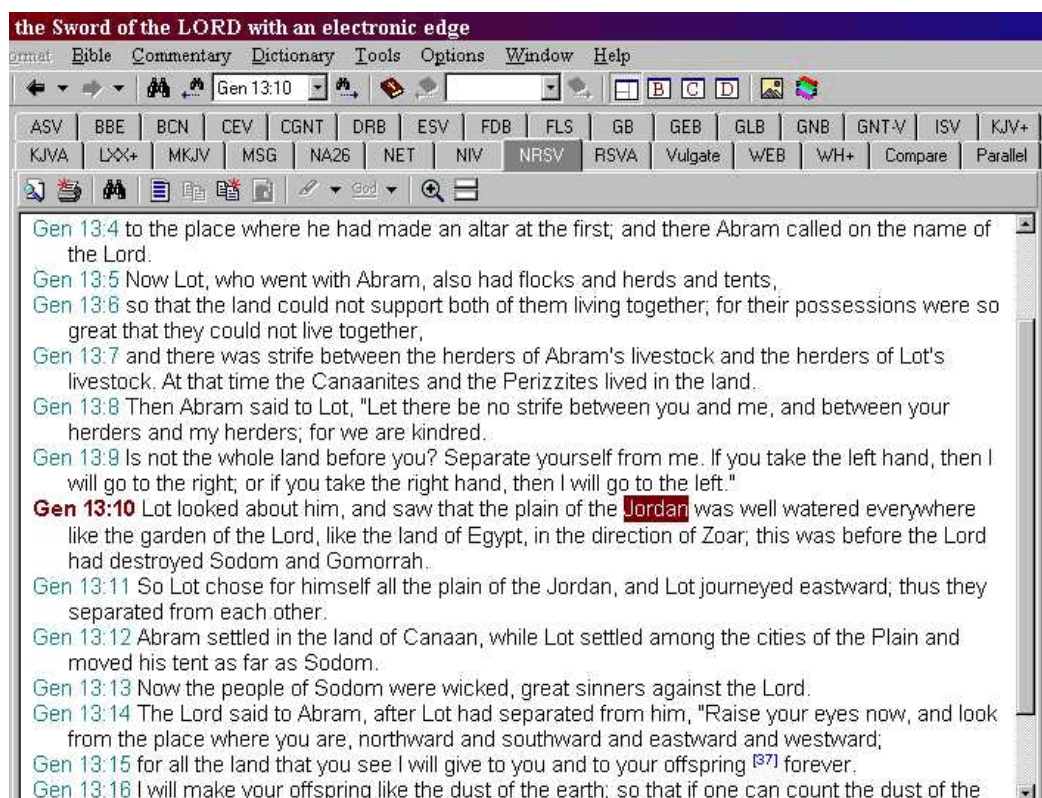 the Sword of the LORD with an electronic edge
ormat Bible Commentary Dictionary Tools Options Window Help
Gen 13:10 B C D
ASV BBE BCN CEV CGNT DRB ESV FDB FLS GB GEB GLB GNB GNT-V ISV KJV+
KJVA LXX+ MKJV MSG NA26 NET NIV NRSV RSVA Vulgate WEB WH+ Compare Parallel
God
Gen 13:4 to the place where he had made an altar at the first; and there Abram called on the name of
the Lord.
Gen 13:5 Now Lot, who went with Abram, also had flocks and herds and tents,
Gen 13:6 so that the land could not support both of them living together; for their possessions were so
great that they could not live together,
Gen 13:7 and there was strife between the herders of Abram's livestock and the herders of Lot's
livestock. At that time the Canaanites and the Perizzites lived in the land.
Gen 13:8 Then Abram said to Lot, "Let there be no strife between you and me, and between your
herders and my herders; for we are kindred.
Gen 13:9 Is not the whole land before you? Separate yourself from me. If you take the left hand, then I
will go to the right; or if you take the right hand, then I will go to the left."
Gen 13:10 Lot looked about him, and saw that the plain of the Jordan was well watered everywhere
like the garden of the Lord, like the land of Egypt, in the direction of Zoar; this was before the Lord
had destroyed Sodom and Gomorrah.
Gen 13:11 So Lot chose for himself all the plain of the Jordan, and Lot journeyed eastward; thus they
separated from each other.
Gen 13:12 Abram settled in the land of Canaan, while Lot settled among the cities of the Plain and
moved his tent as far as Sodom.
Gen 13:13 Now the people of Sodom were wicked, great sinners against the Lord.
Gen 13:14 The Lord said to Abram, after Lot had separated from him, "Raise your eyes now, and look
from the place where you are, northward and southward and eastward and westward;
Gen 13:15 for all the land that you see I will give to you and to your offspring [37] forever.
Gen 13:16 I will make your offspring like the dust of the earth; so that if one can count the dust of the